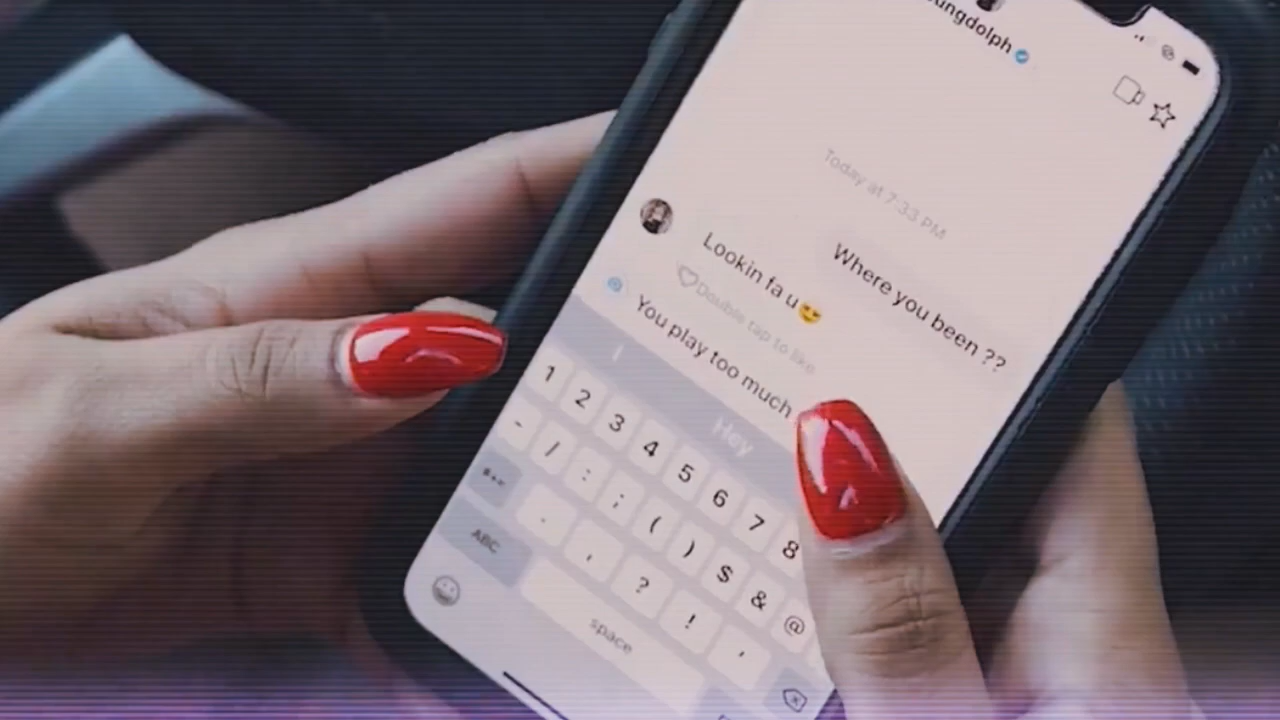 ungdolph
Today at 7:33 PM
Where you been ??
Lookin fa u😍
Double tap to like
You play too much
I
Hey
1 2 3 4 5 6 7 8
- / : ; ( ) $ & @
#+= . , ? ! '
ABC
space